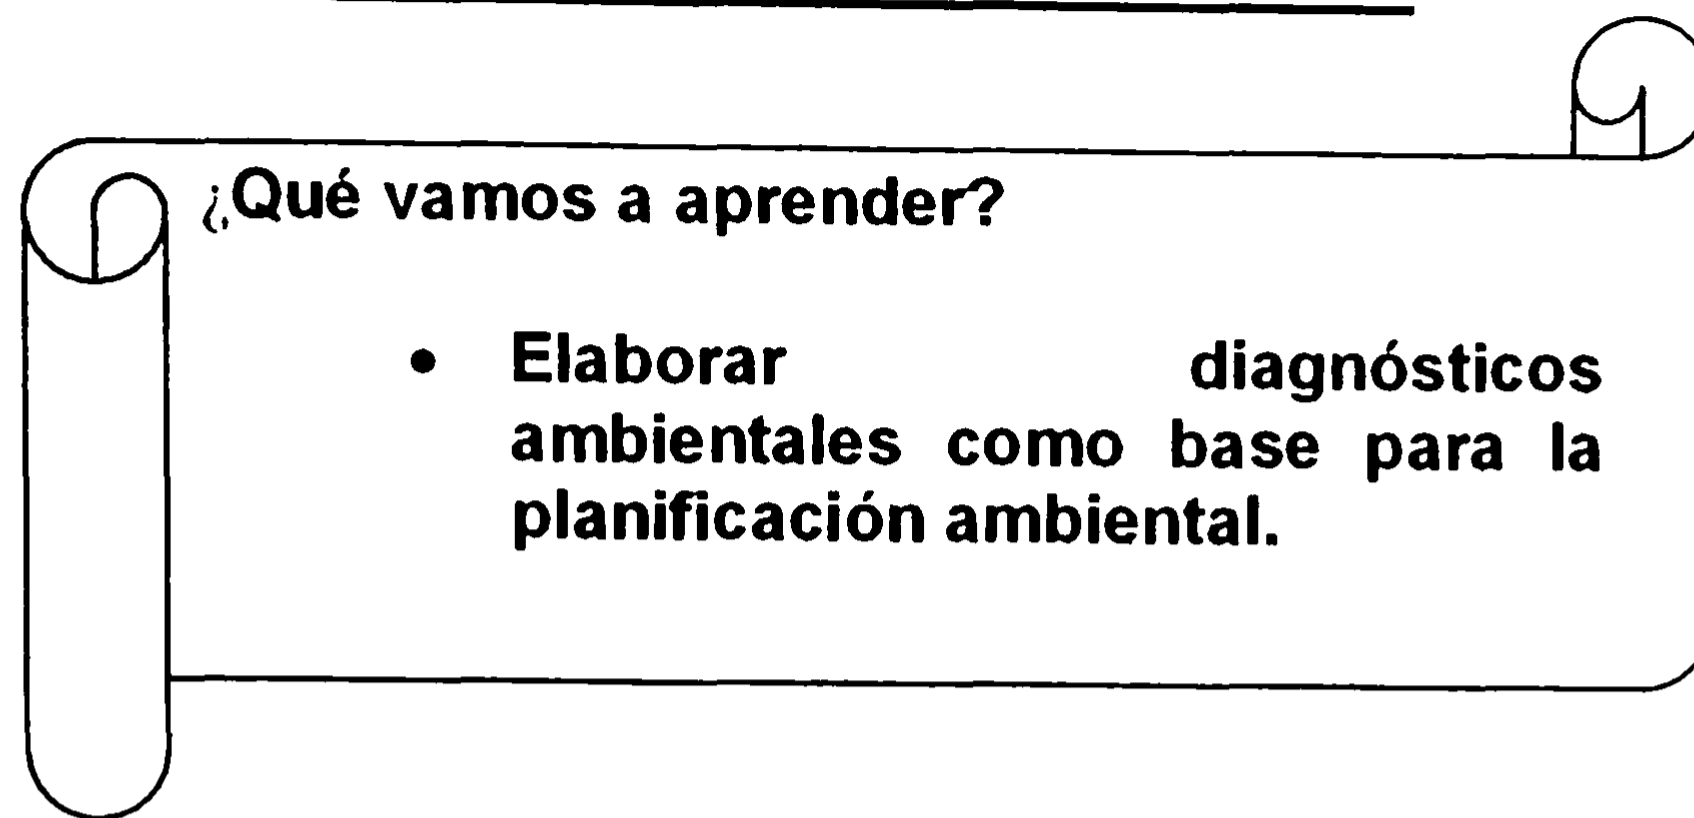 ¿Qué vamos a aprender?
• Elaborar diagnósticos
ambientales como base para la
planificación ambiental.